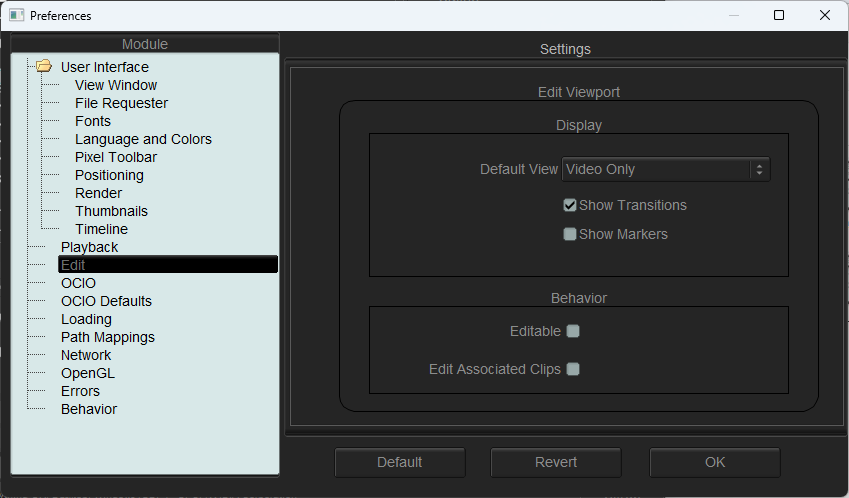 Preferences
Module
User Interface
View Window
File Requester
Fonts
Language and Colors
Pixel Toolbar
Positioning
Render
Thumbnails
Timeline
Playback
Edit
OCIO
OCIO Defaults
Loading
Path Mappings
Network
OpenGL
Errors
Behavior
Settings
Edit Viewport
Display
Default View Video Only
Show Transitions
Show Markers
Behavior
Editable
Edit Associated Clips
Default Revert OK